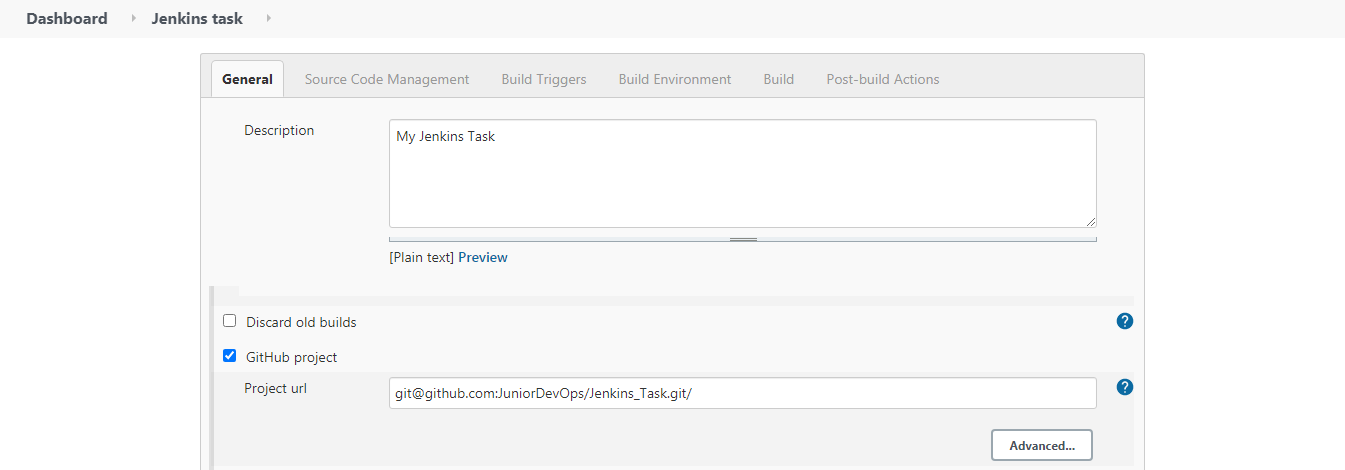 Dashboard Jenkins task
General Source Code Management Build Triggers Build Environment Build Post-build Actions
Description
My Jenkins Task
[Plain text] Preview
Discard old builds ?
GitHub project
Project url git@github.com:JuniorDevOps/Jenkins_Task.git/ ?
Advanced...